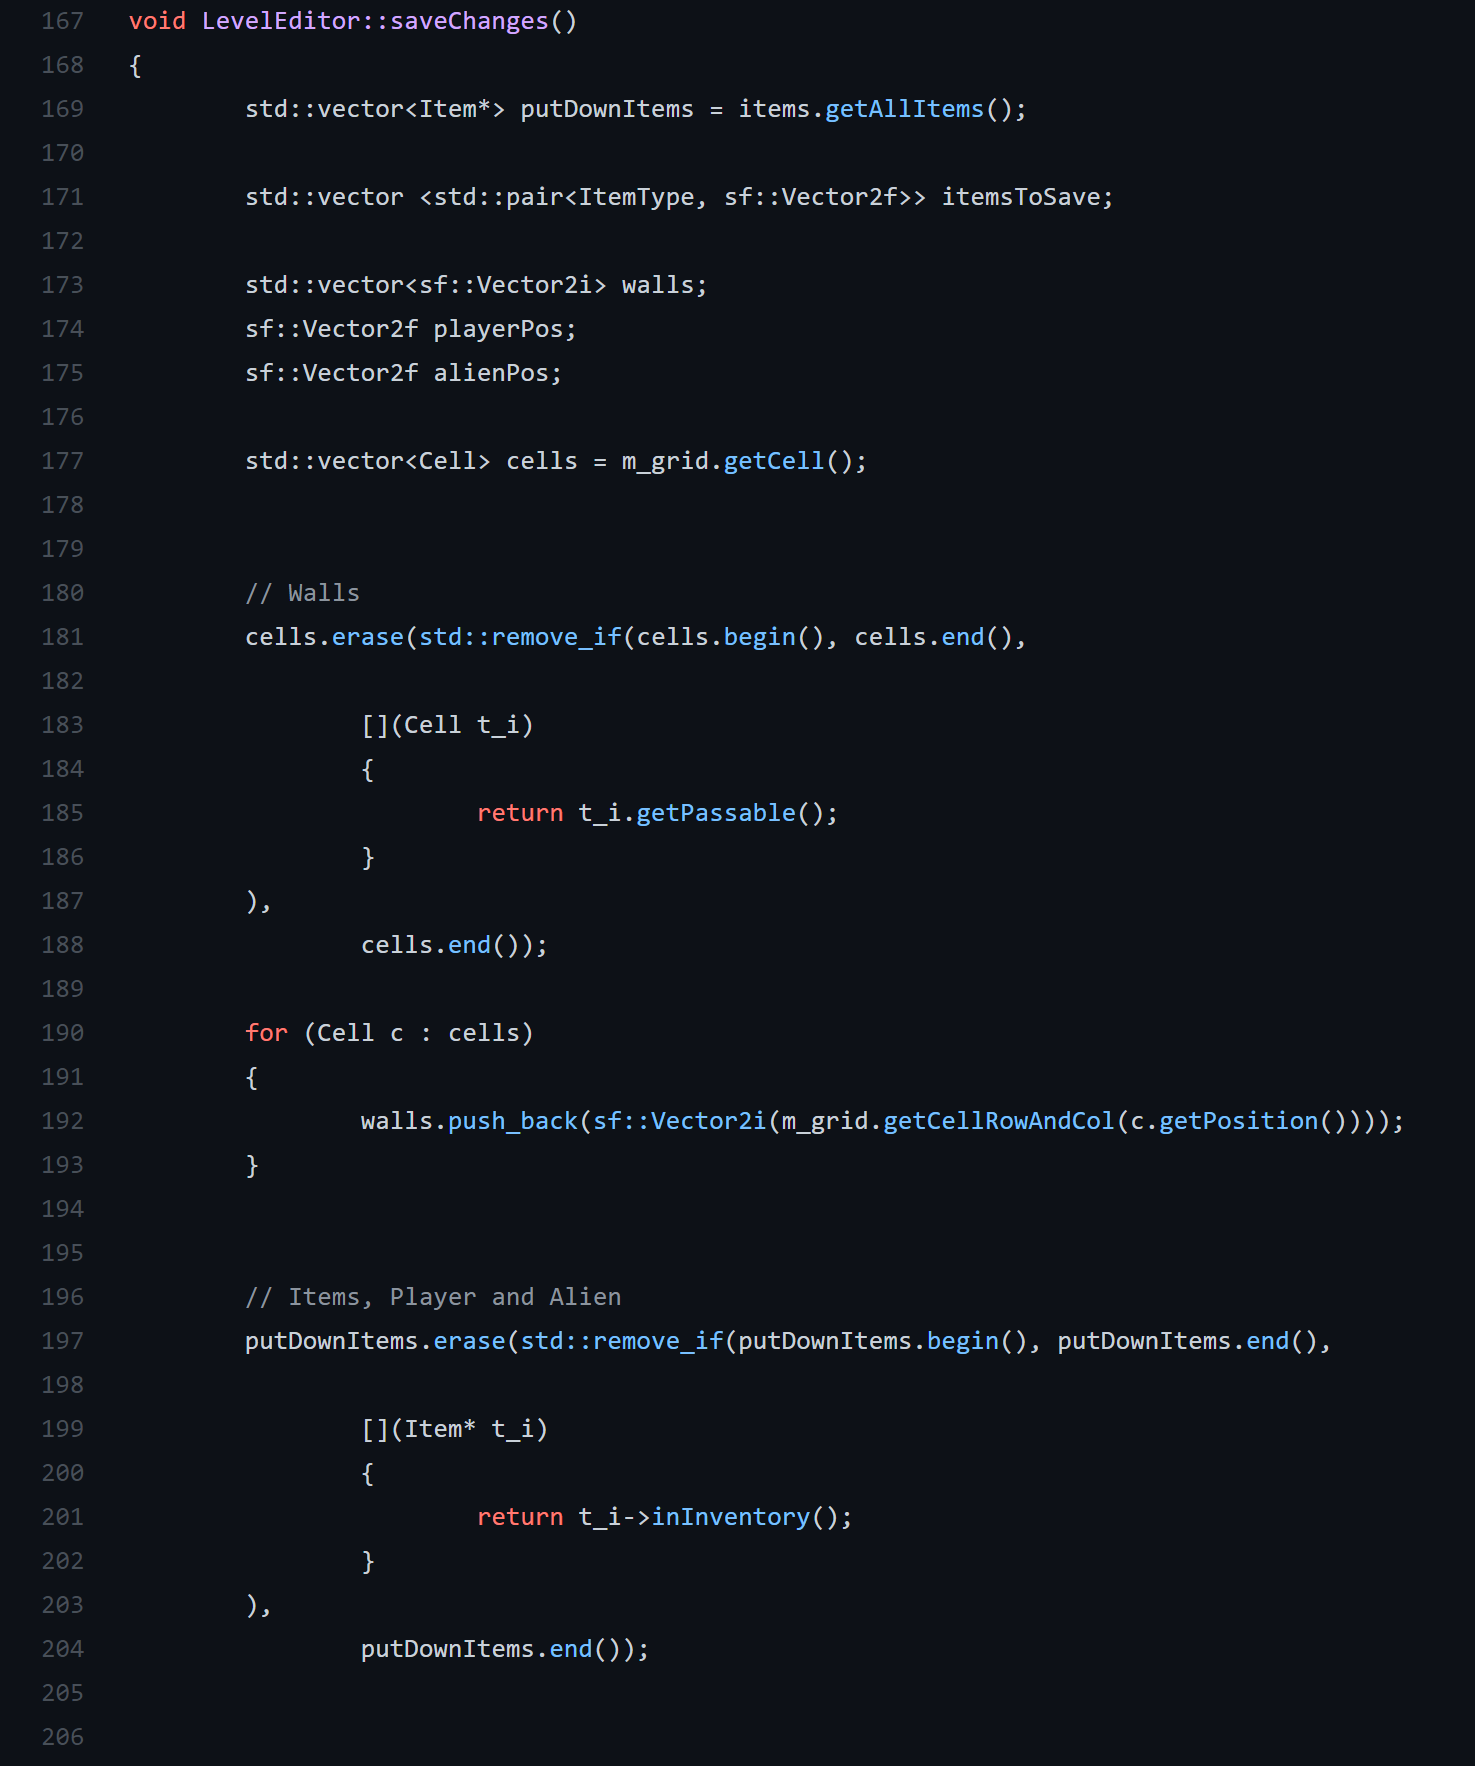 167 void LevelEditor::saveChanges()
168 {
169 std::vector<Item*> putDownItems = items.getAllItems();
170
171 std::vector <std::pair<ItemType, sf::Vector2f>> itemsToSave;
172
173 std::vector<sf::Vector2i> walls;
174 sf::Vector2f playerPos;
175 sf::Vector2f alienPos;
176
177 std::vector<Cell> cells = m_grid.getCell();
178
179
180 // Walls
181 cells.erase(std::remove_if(cells.begin(), cells.end(),
182
183 [](Cell t_i)
184 {
185 return t_i.getPassable();
186 }
187 ),
188 cells.end());
189
190 for (Cell c : cells)
191 {
192 walls.push_back(sf::Vector2i(m_grid.getCellRowAndCol(c.getPosition())));
193 }
194
195
196 // Items, Player and Alien
197 putDownItems.erase(std::remove_if(putDownItems.begin(), putDownItems.end(),
198
199 [](Item* t_i)
200 {
201 return t_i->inInventory();
202 }
203 ),
204 putDownItems.end());
205
206